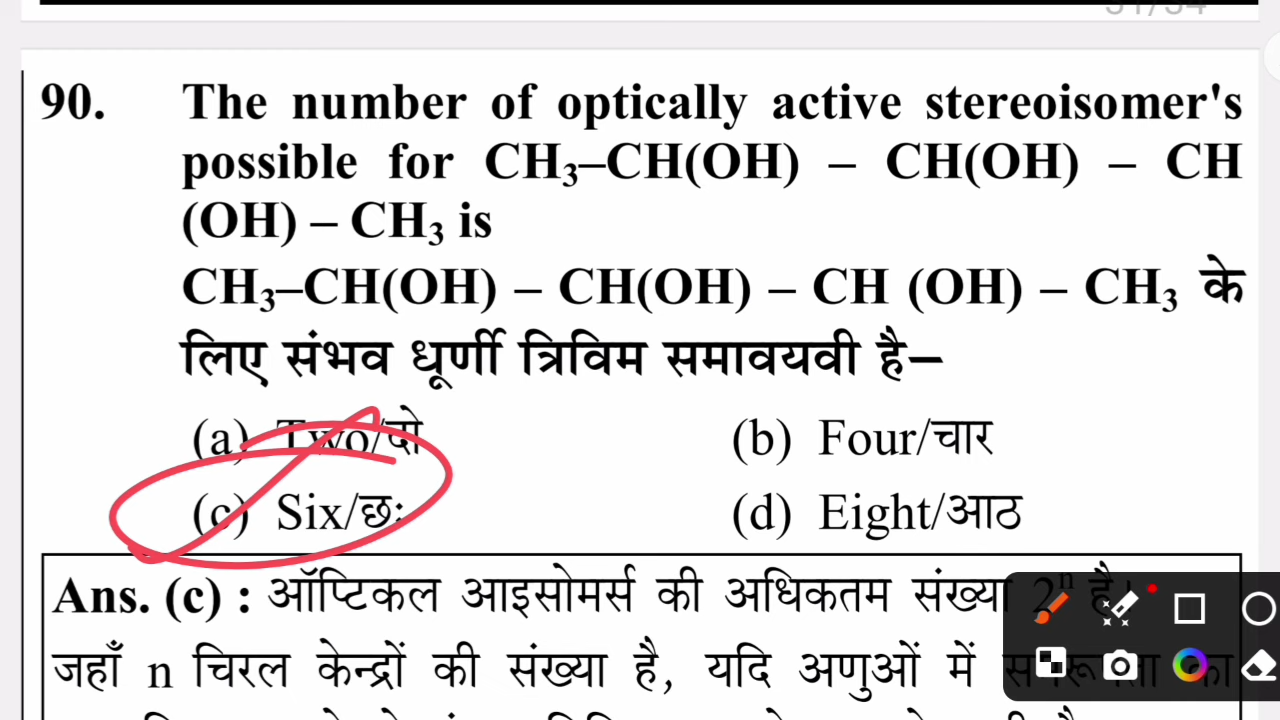 90. The number of optically active stereoisomer's
possible for CH₃–CH(OH) – CH(OH) – CH
(OH) – CH₃ is
CH₃–CH(OH) – CH(OH) – CH (OH) – CH₃ के
लिए संभव धूर्णी त्रिविम समावयवी है–
(a) Two/दो (b) Four/चार
(c) Six/छः (d) Eight/आठ
Ans. (c) : ऑप्टिकल आइसोमर्स की अधिकतम संख्या 2ⁿ है।
जहाँ n चिरल केन्द्रों की संख्या है, यदि अणुओं में का